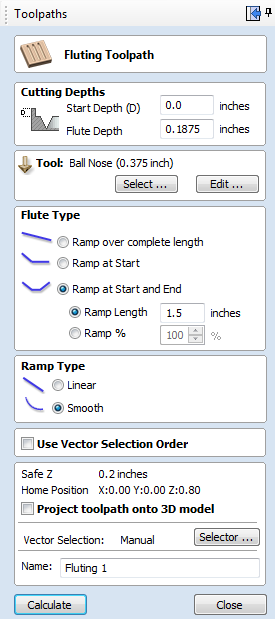 Toolpaths
Fluting Toolpath
Cutting Depths
Start Depth (D) 0.0 inches
Flute Depth 0.1875 inches
D
Tool: Ball Nose (0.375 inch)
Select ... Edit ...
Flute Type
Ramp over complete length
Ramp at Start
Ramp at Start and End
Ramp Length 1.5 inches
Ramp % 100 %
Ramp Type
Linear
Smooth
Use Vector Selection Order
Safe Z 0.2 inches
Home Position X:0.00 Y:0.00 Z:0.80
Project toolpath onto 3D model
Vector Selection: Manual Selector ...
Name: Fluting 1
Calculate Close